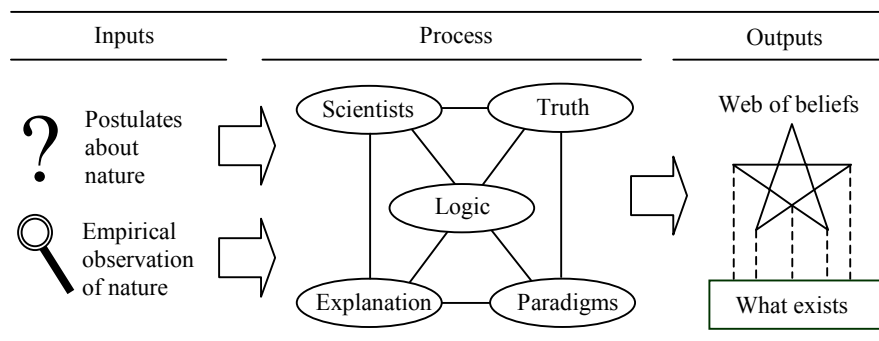 Inputs
Process
Outputs
?
Postulates
about
nature
Empirical
observation
of nature
Scientists
Truth
Logic
Explanation
Paradigms
Web of beliefs
What exists